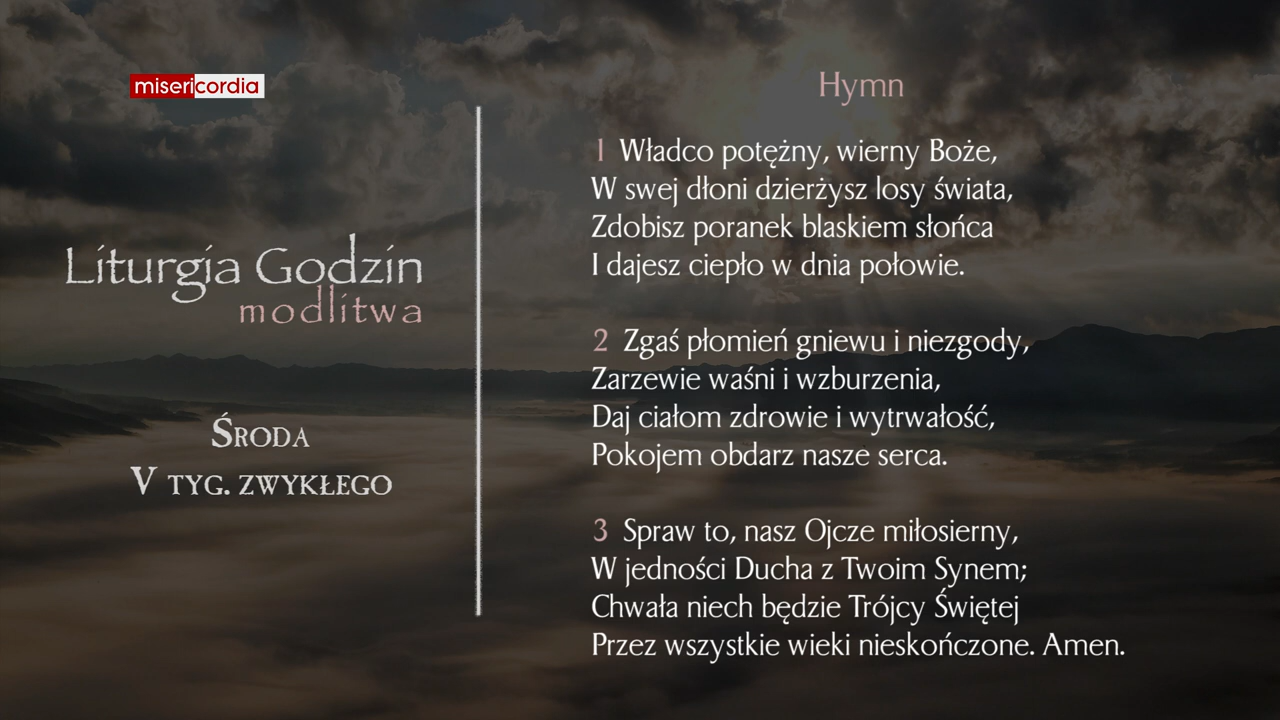 misericordia
Liturgia Godzin
modlitwa
Środa
V tyg. zwykłego
Hymn
1 Władco potężny, wierny Boże,
W swej dłoni dzierżysz losy świata,
Zdobisz poranek blaskiem słońca
I dajesz ciepło w dnia połowie.
2 Zgaś płomień gniewu i niezgody,
Zarzewie waśni i wzburzenia,
Daj ciałom zdrowie i wytrwałość,
Pokojem obdarz nasze serca.
3 Spraw to, nasz Ojcze miłosierny,
W jedności Ducha z Twoim Synem;
Chwała niech będzie Trójcy Świętej
Przez wszystkie wieki nieskończone. Amen.